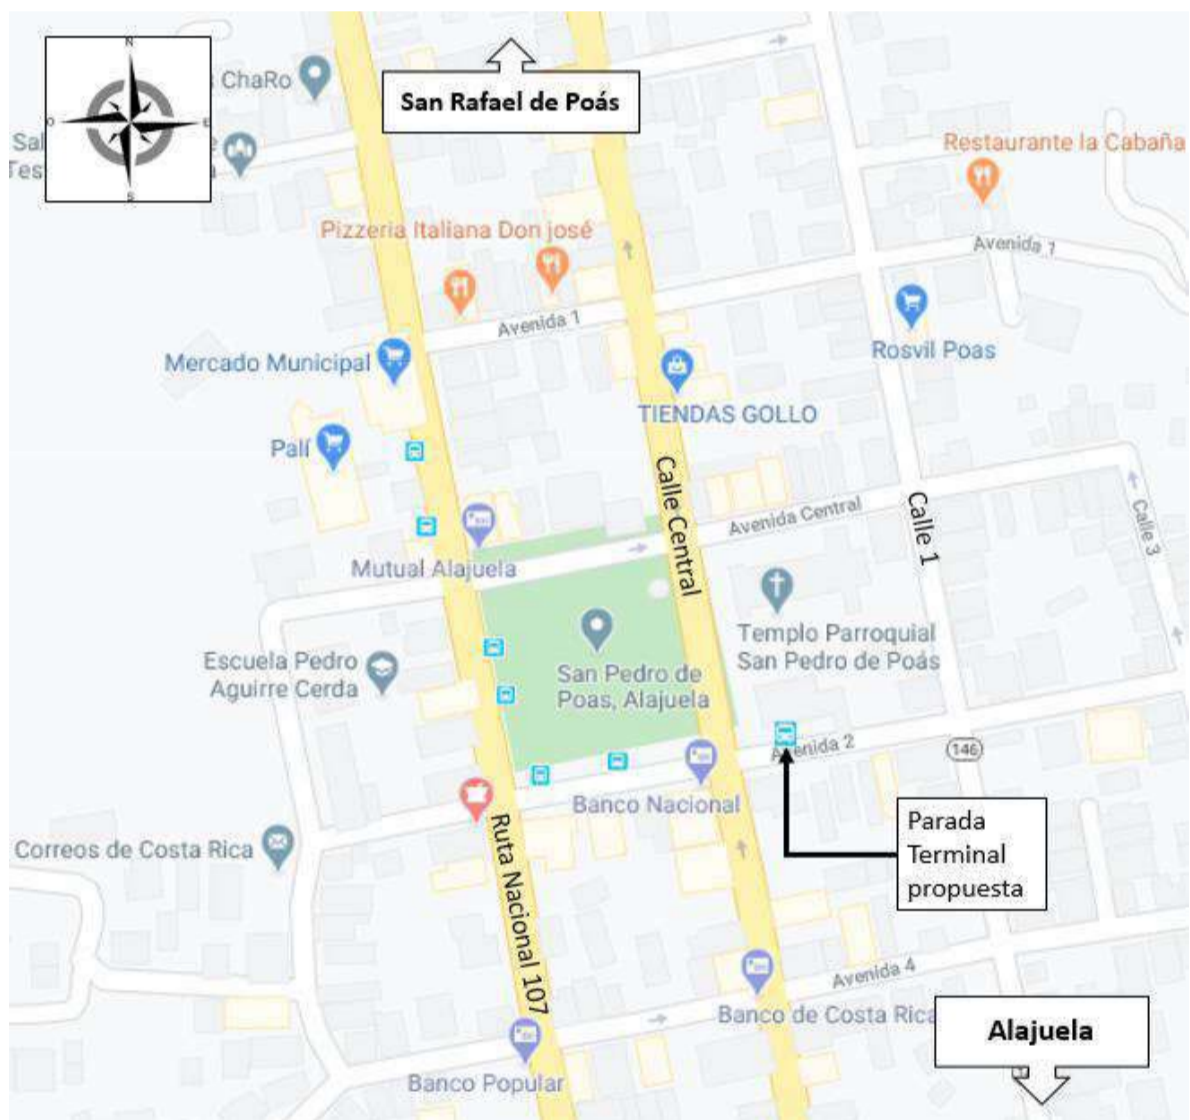 N
O
E
S
ChaRo
San Rafael de Poás
Restaurante la Cabaña
Pizzeria Italiana Don josé
Avenida 1
Avenida 1
Mercado Municipal
Rosvil Poas
TIENDAS GOLLO
Palí
Calle Central
Avenida Central
Calle 1
Calle 3
Mutual Alajuela
Templo Parroquial
San Pedro de Poás
Escuela Pedro
Aguirre Cerda
San Pedro de
Poas, Alajuela
Avenida 2
146
Banco Nacional
Ruta Nacional 107
Parada
Terminal
propuesta
Correos de Costa Rica
Avenida 4
Banco de Costa Rica
Alajuela
Banco Popular